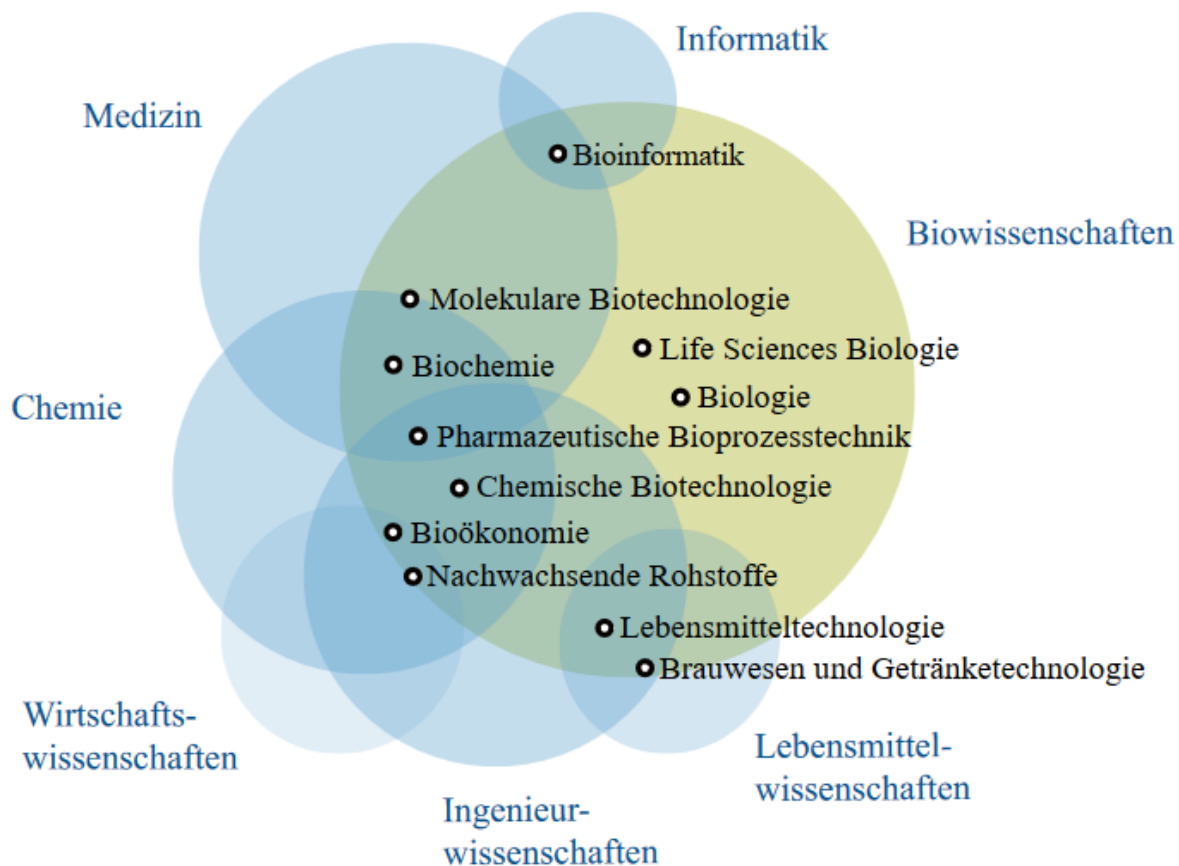 Informatik
Medizin
Bioinformatik
Biowissenschaften
Molekulare Biotechnologie
Life Sciences Biologie
Biochemie
Biologie
Chemie
Pharmazeutische Bioprozesstechnik
Chemische Biotechnologie
Bioökonomie
Nachwachsende Rohstoffe
Lebensmitteltechnologie
Brauwesen und Getränketechnologie
Wirtschafts-
wissenschaften
Lebensmittel-
wissenschaften
Ingenieur-
wissenschaften